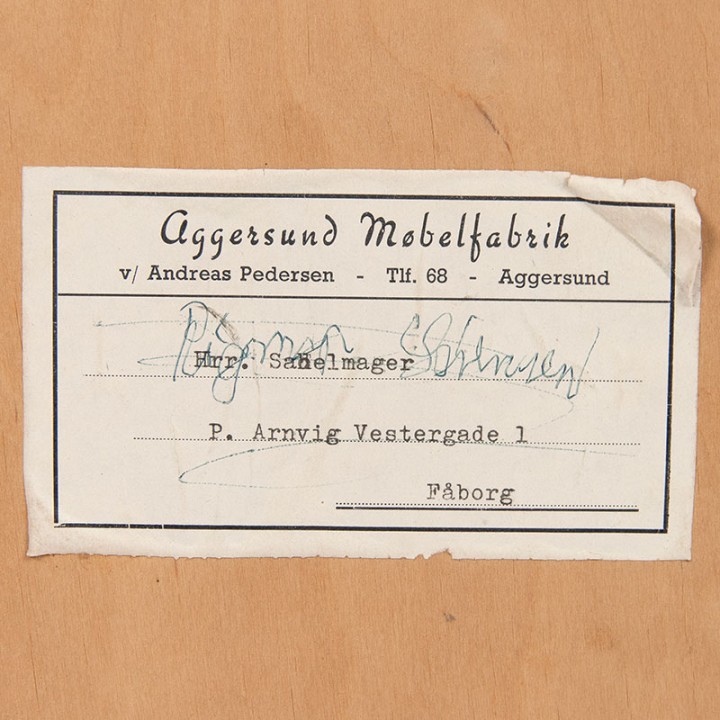 Aggersund Møbelfabrik
v/ Andreas Pedersen - Tlf. 68 - Aggersund
Hrr. Sadelmager
P. Arnvig Vestergade 1
Fåborg